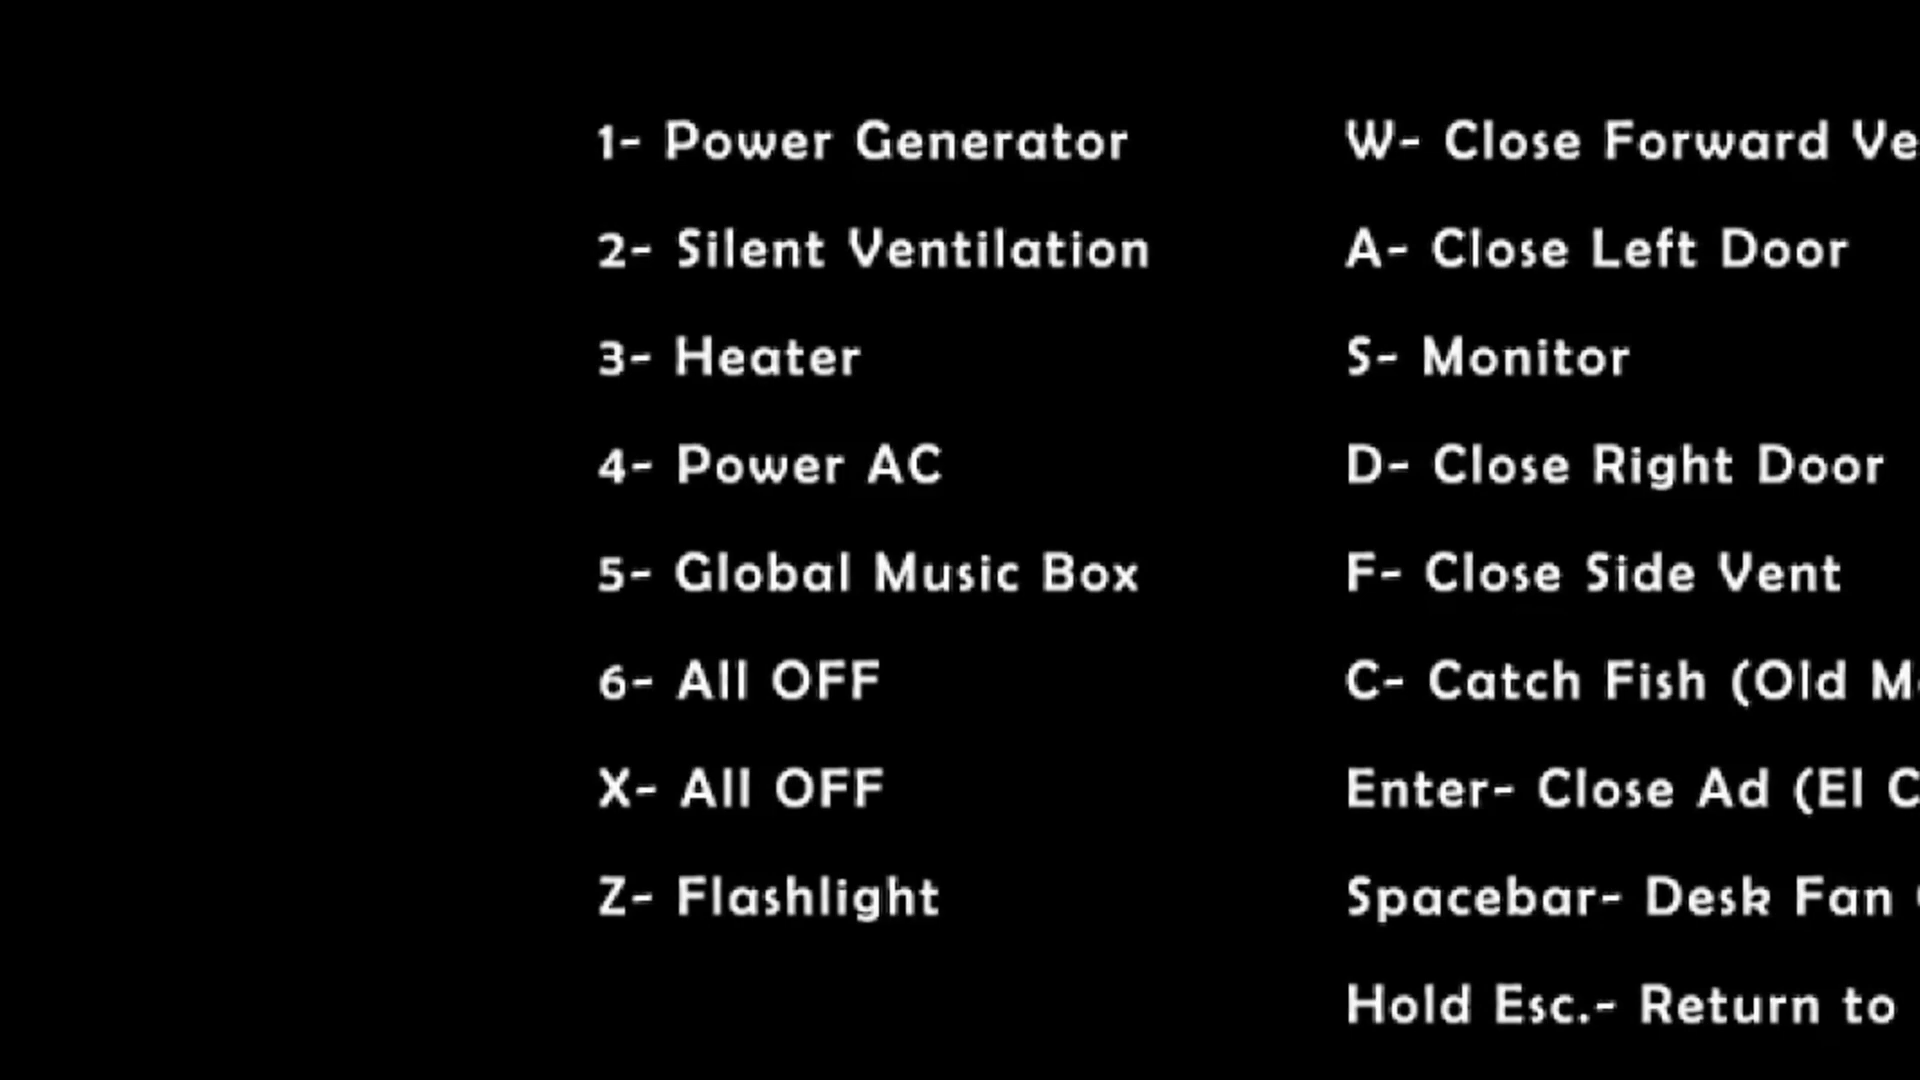 1- Power Generator
2- Silent Ventilation
3- Heater
4- Power AC
5- Global Music Box
6- All OFF
X- All OFF
Z- Flashlight
W- Close Forward
A- Close Left Door
S- Monitor
D- Close Right Door
F- Close Side Vent
C- Catch Fish (Old
Enter- Close Ad (El
Spacebar- Desk Fan
Hold Esc.- Return to